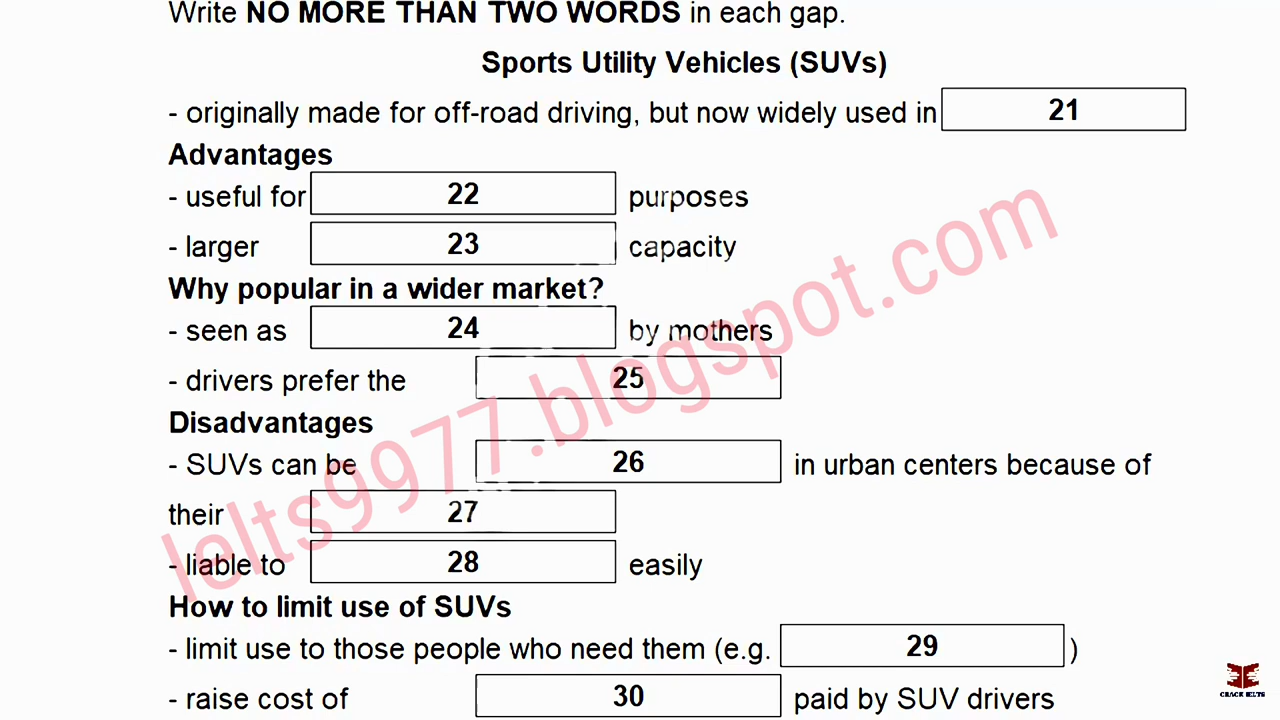 Write NO MORE THAN TWO WORDS in each gap.
Sports Utility Vehicles (SUVs)
- originally made for off-road driving, but now widely used in 21
Advantages
- useful for 22 purposes
- larger 23 capacity
Why popular in a wider market?
- seen as 24 by mothers
- drivers prefer the 25
Disadvantages
- SUVs can be 26 in urban centers because of
their 27
- liable to 28 easily
How to limit use of SUVs
- limit use to those people who need them (e.g. 29 )
- raise cost of 30 paid by SUV drivers
Ielts9977.blogspot.com
CRACK IELTS